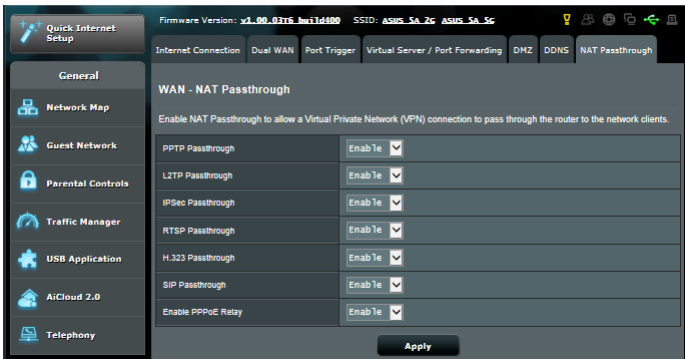 Quick Internet
Setup
Firmware Version: v1.00.03T6 build400 SSID: ASUS_5A_2G ASUS_5A_5G
Internet Connection Dual WAN Port Trigger Virtual Server / Port Forwarding DMZ DDNS NAT Passthrough
General
Network Map
Guest Network
Parental Controls
Traffic Manager
USB Application
AiCloud 2.0
Telephony
WAN - NAT Passthrough
Enable NAT Passthrough to allow a Virtual Private Network (VPN) connection to pass through the router to the network clients.
PPTP Passthrough Enable
L2TP Passthrough Enable
IPSec Passthrough Enable
RTSP Passthrough Enable
H.323 Passthrough Enable
SIP Passthrough Enable
Enable PPPoE Relay Enable
Apply